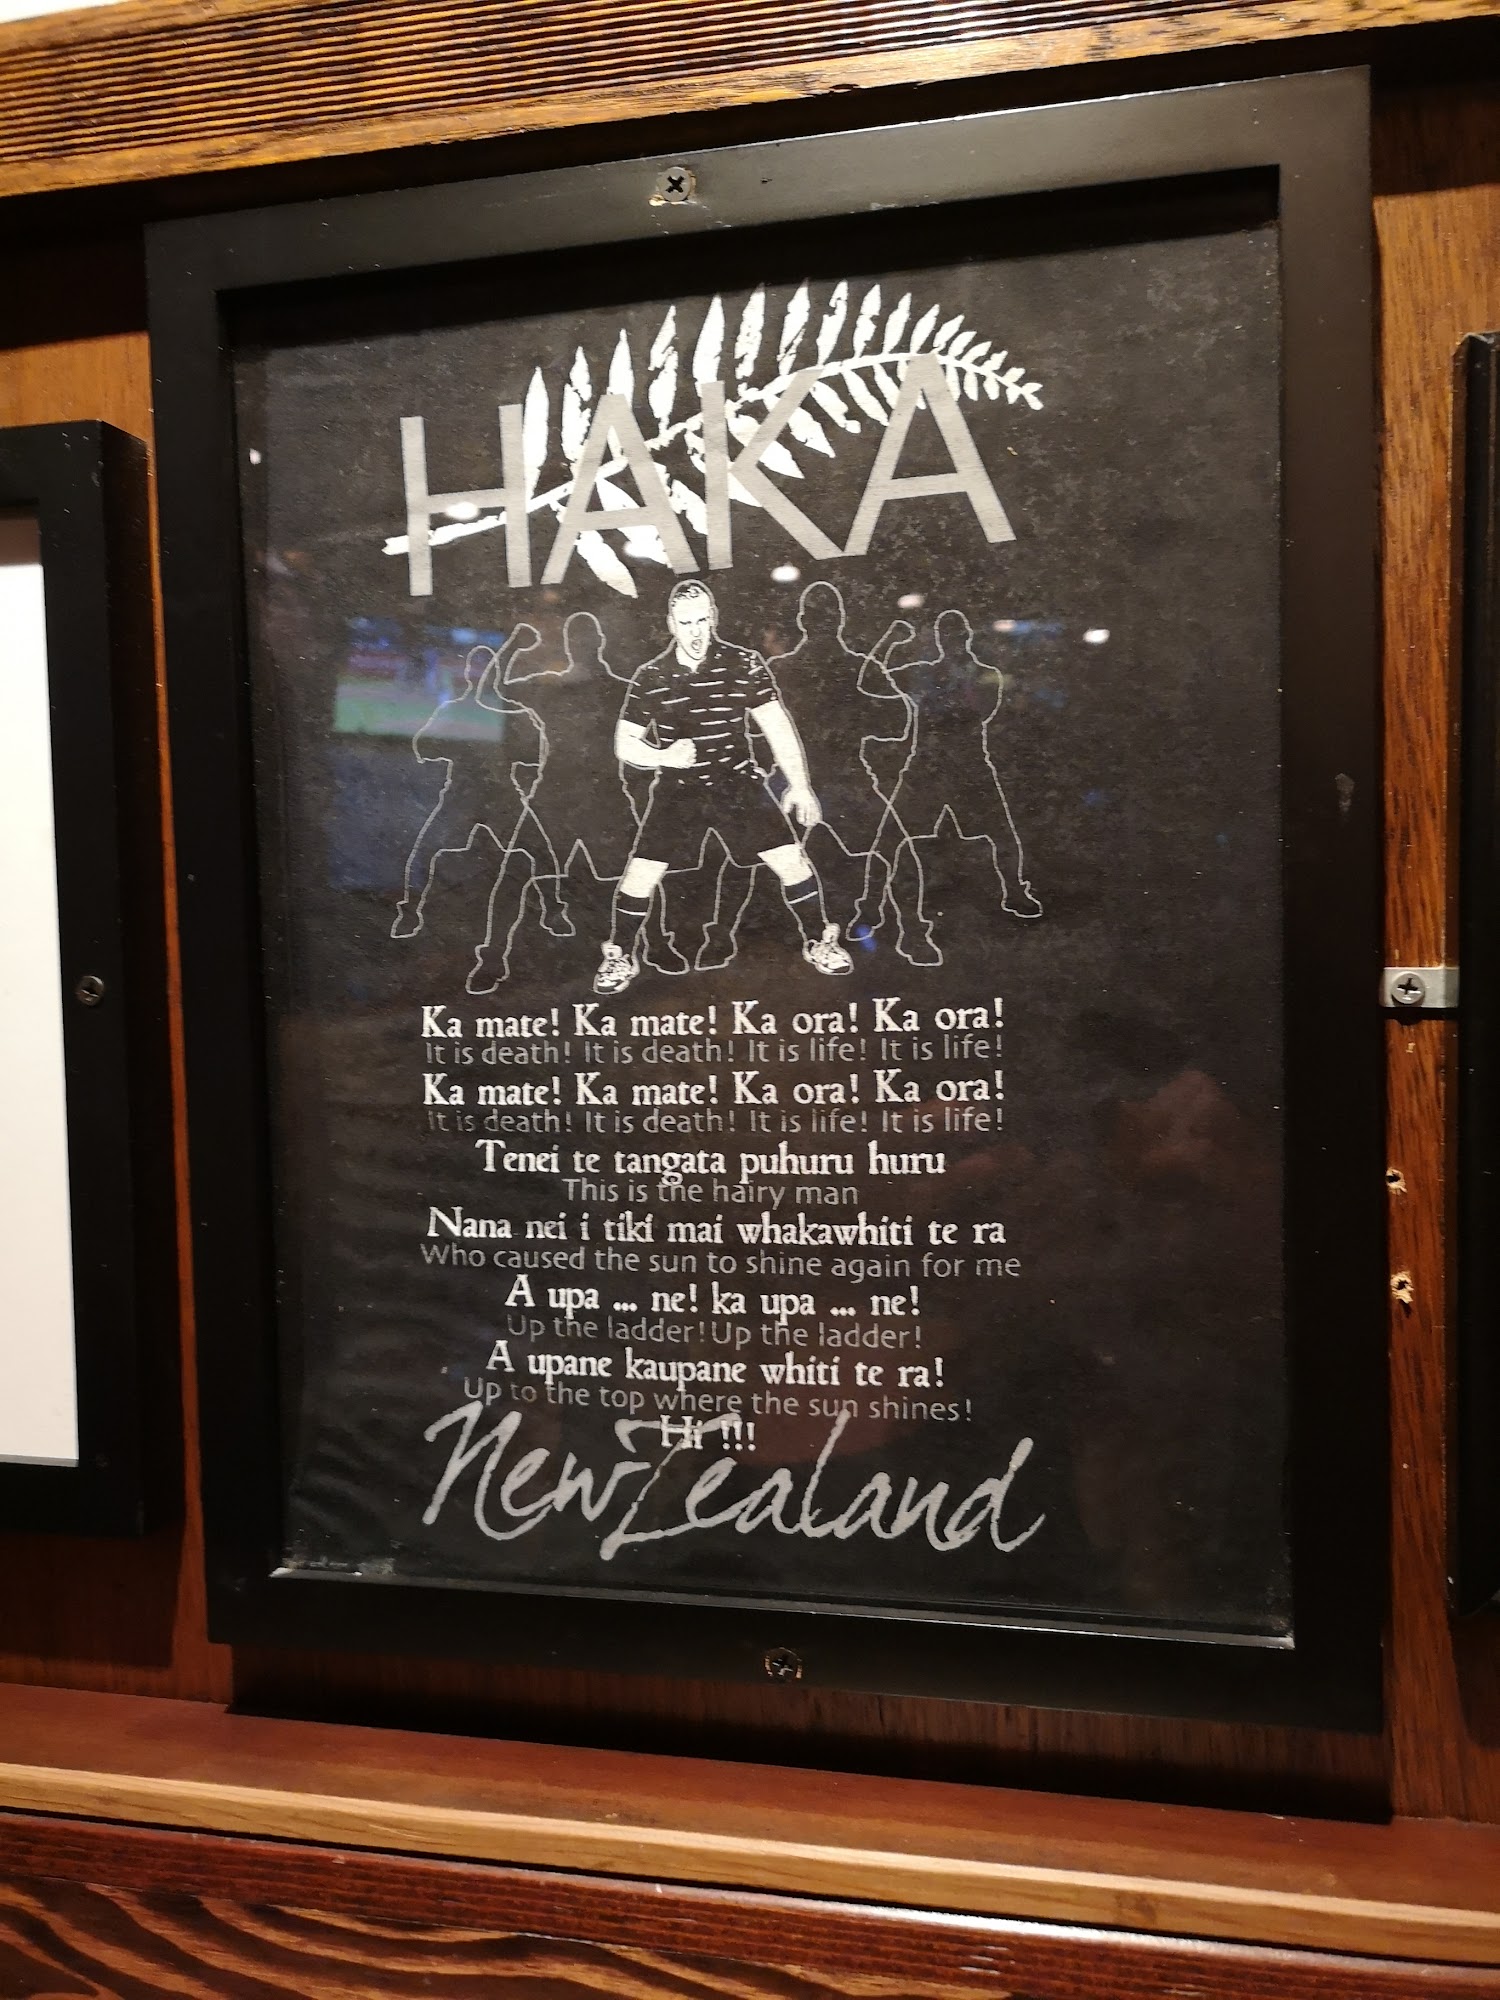 HAKA
Ka mate! Ka mate! Ka ora! Ka ora!
It is death! It is death! It is life! It is life!
Ka mate! Ka mate! Ka ora! Ka ora!
It is death! It is death! It is life! It is life!
Tenei te tangata puhuru huru
This is the hairy man
Nana nei i tiki mai whakawhiti te ra
Who caused the sun to shine again for me
A upa ... ne! ka upa ... ne!
Up the ladder! Up the ladder!
A upane kaupane whiti te ra!
Up to the top where the sun shines!
Hi !!!
New Zealand